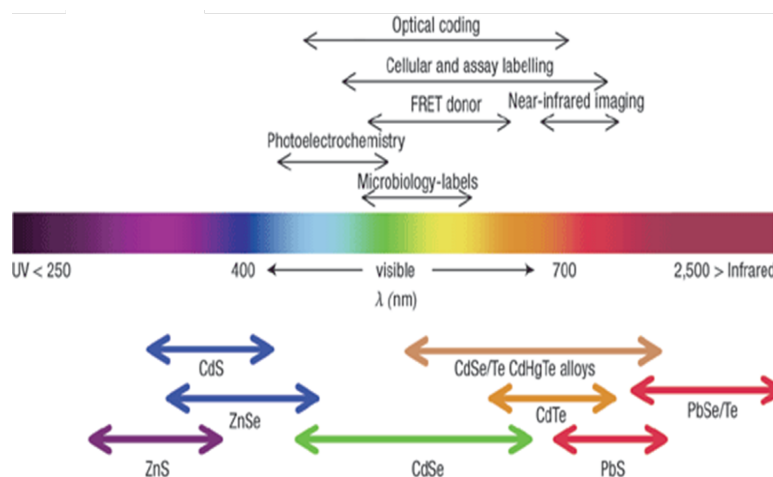 Optical coding
Cellular and assay labelling
FRET donor
Near-infrared imaging
Photoelectrochemistry
Microbiology-labels
UV < 250
400
visible
700
2,500 > Infrared
λ (nm)
CdS
CdSe/Te CdHgTe alloys
ZnSe
CdTe
PbSe/Te
ZnS
CdSe
PbS